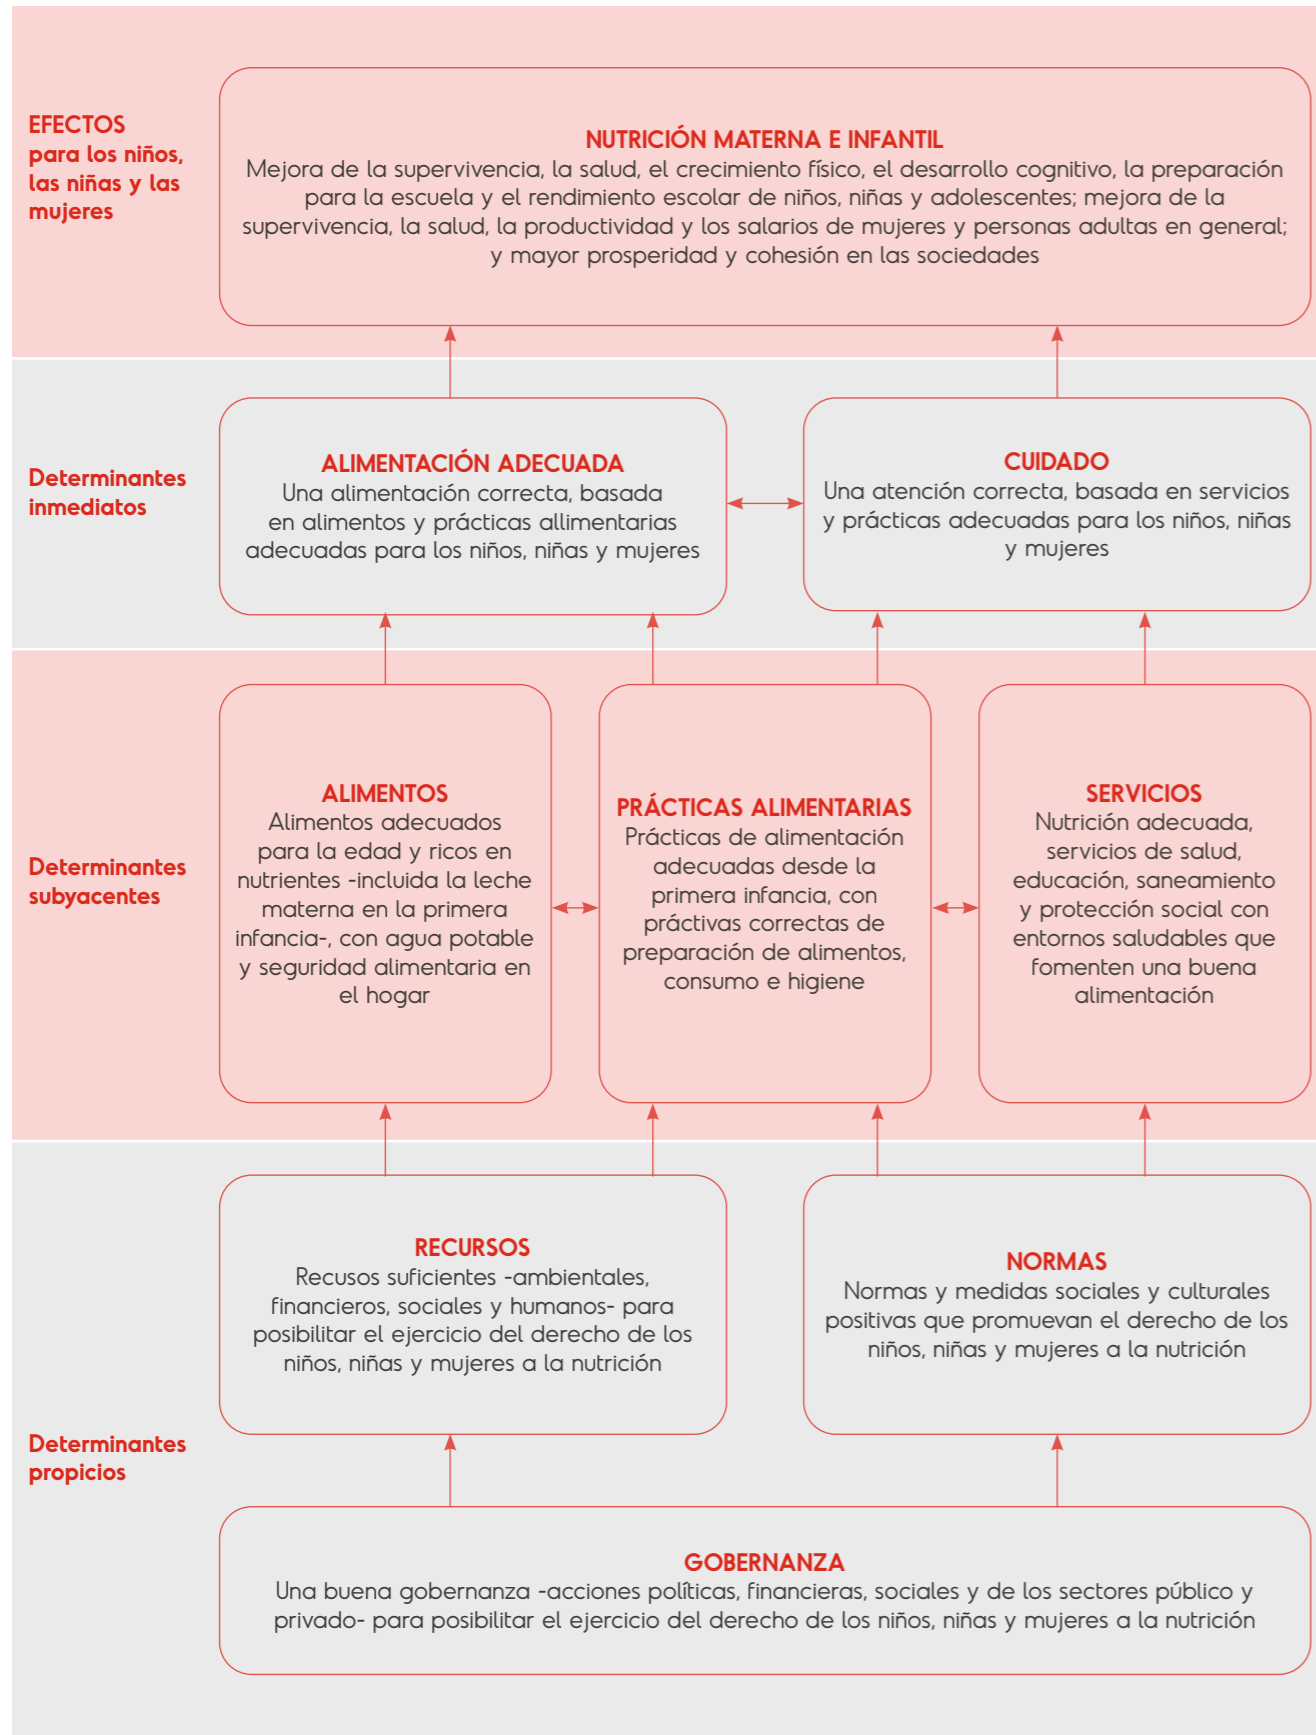 EFECTOS
para los niños,
las niñas y las
mujeres
NUTRICIÓN MATERNA E INFANTIL
Mejora de la supervivencia, la salud, el crecimiento físico, el desarrollo cognitivo, la preparación
para la escuela y el rendimiento escolar de niños, niñas y adolescentes; mejora de la
supervivencia, la salud, la productividad y los salarios de mujeres y personas adultas en general;
y mayor prosperidad y cohesión en las sociedades
Determinantes
inmediatos
ALIMENTACIÓN ADECUADA
Una alimentación correcta, basada
en alimentos y prácticas allimentarias
adecuadas para los niños, niñas y mujeres
CUIDADO
Una atención correcta, basada en servicios
y prácticas adecuadas para los niños, niñas
y mujeres
Determinantes
subyacentes
ALIMENTOS
Alimentos adecuados
para la edad y ricos en
nutrientes -incluida la leche
materna en la primera
infancia-, con agua potable
y seguridad alimentaria en
el hogar
PRÁCTICAS ALIMENTARIAS
Prácticas de alimentación
adecuadas desde la
primera infancia, con
práctivas correctas de
preparación de alimentos,
consumo e higiene
SERVICIOS
Nutrición adecuada,
servicios de salud,
educación, saneamiento
y protección social con
entornos saludables que
fomenten una buena
alimentación
Determinantes
propicios
RECURSOS
Recusos suficientes -ambientales,
financieros, sociales y humanos- para
posibilitar el ejercicio del derecho de los
niños, niñas y mujeres a la nutrición
NORMAS
Normas y medidas sociales y culturales
positivas que promuevan el derecho de los
niños, niñas y mujeres a la nutrición
GOBERNANZA
Una buena gobernanza -acciones políticas, financieras, sociales y de los sectores público y
privado- para posibilitar el ejercicio del derecho de los niños, niñas y mujeres a la nutrición